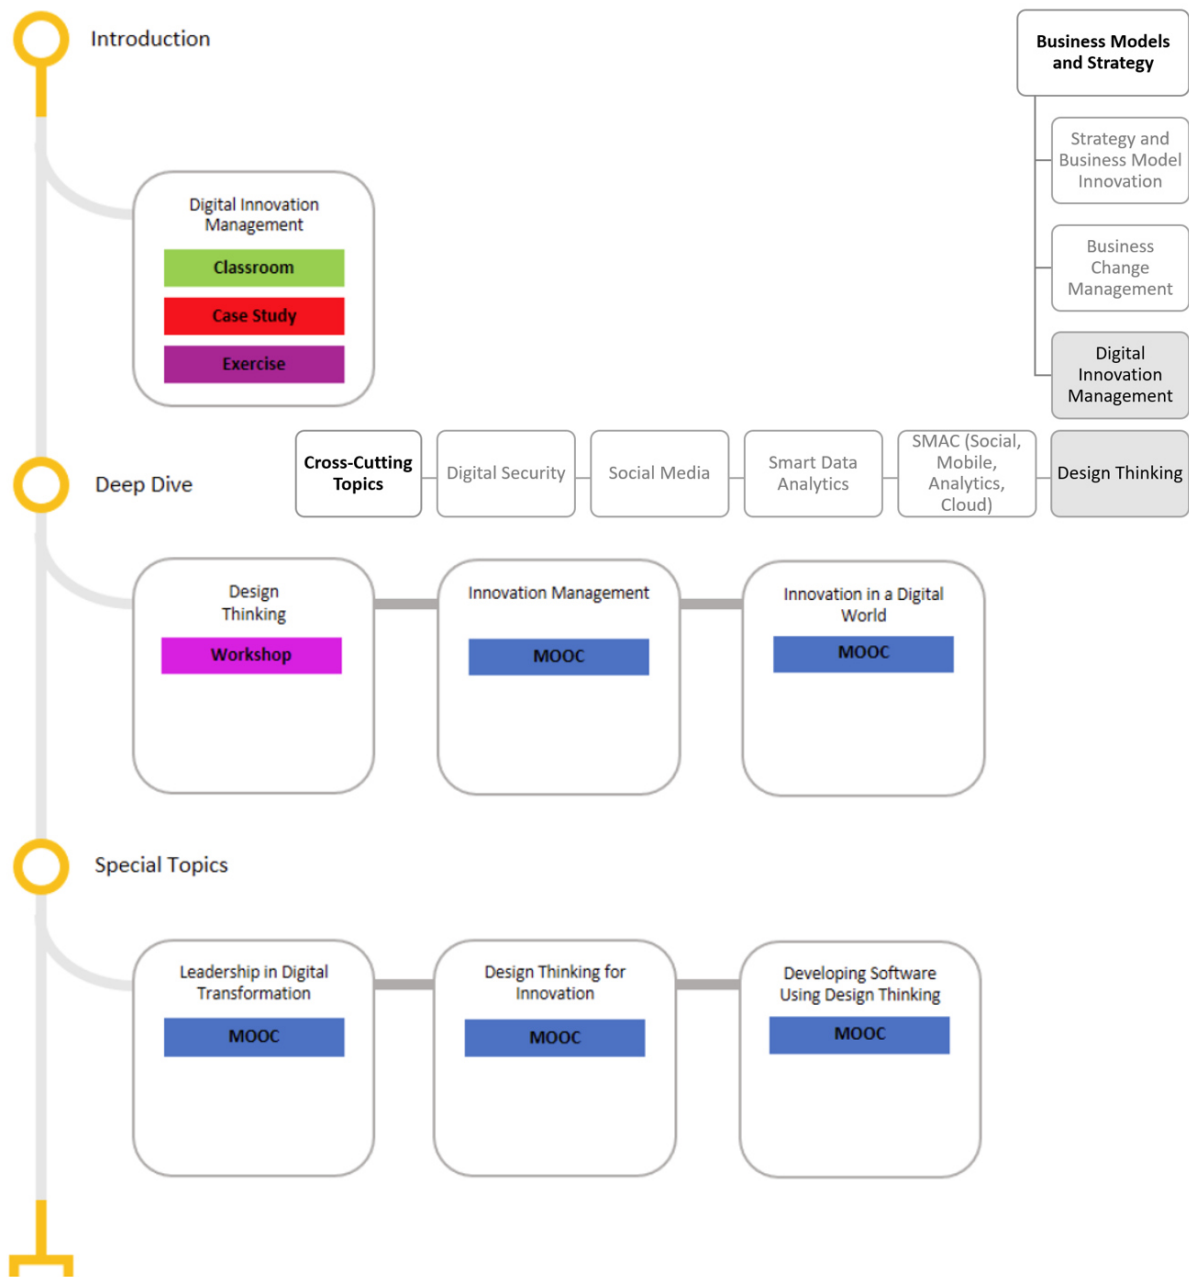 Introduction
Business Models
and Strategy
Strategy and
Business Model
Innovation
Business
Change
Management
Digital
Innovation
Management
Digital Innovation
Management
Classroom
Case Study
Exercise
Cross-Cutting
Topics
Digital Security
Social Media
Smart Data
Analytics
SMAC (Social,
Mobile,
Analytics,
Cloud)
Design Thinking
Deep Dive
Design
Thinking
Workshop
Innovation Management
MOOC
Innovation in a Digital
World
MOOC
Special Topics
Leadership in Digital
Transformation
MOOC
Design Thinking for
Innovation
MOOC
Developing Software
Using Design Thinking
MOOC